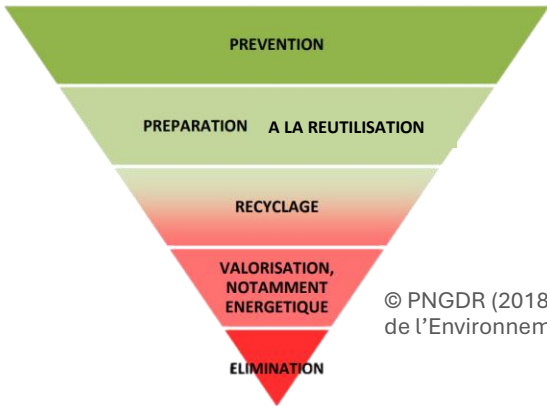 PREVENTION
PREPARATION A LA REUTILISATION
RECYCLAGE
VALORISATION,
NOTAMMENT
ENERGETIQUE
© PNGDR (2018
de l’Environnem
ELIMINATION